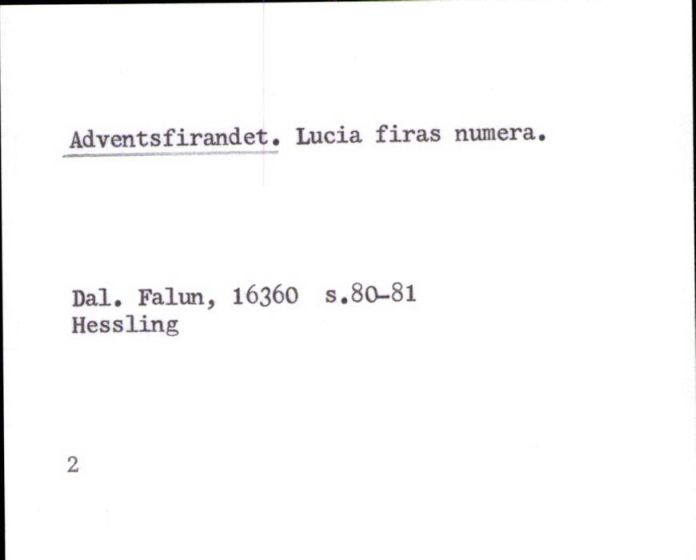 Adventsfirandet. Lucia firas numera.
Dal. Falun, 16360 s.80-81
Hessling
2